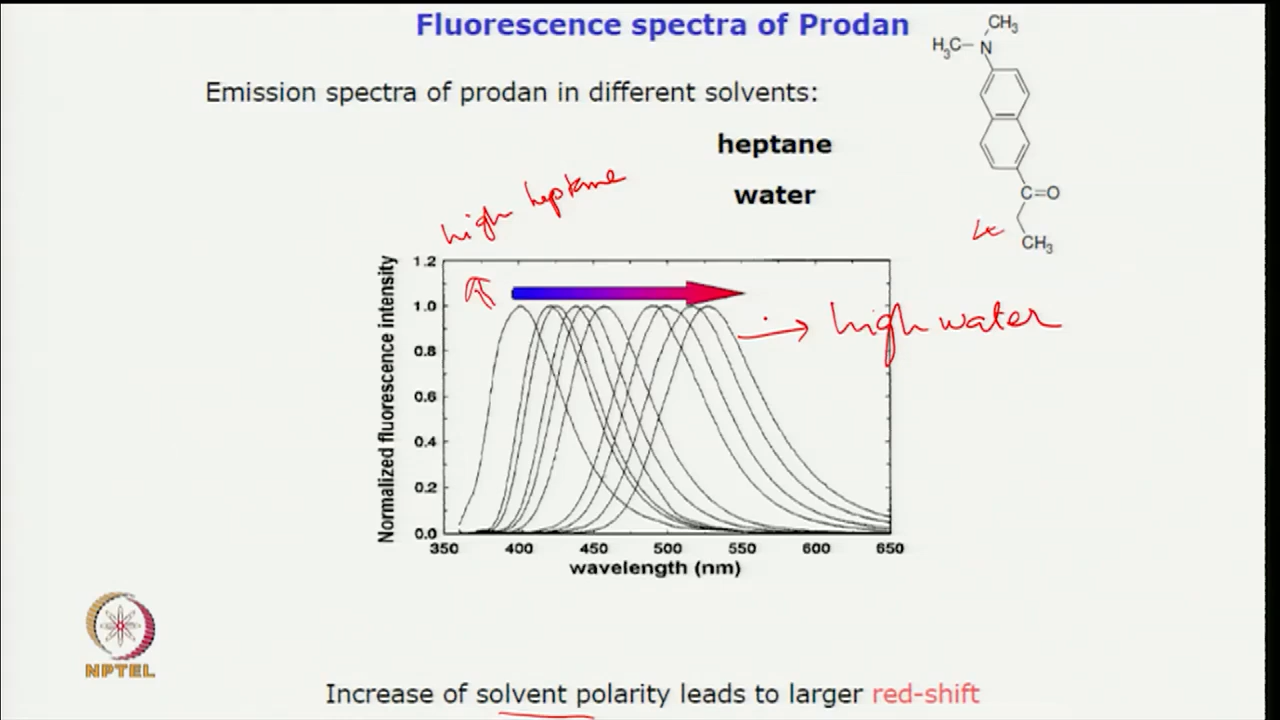 Fluorescence spectra of Prodan
CH3
H3C
N
Emission spectra of prodan in different solvents:
heptane
water
high heptane
C=O
CH3
high water
Normalized fluorescence intensity
1.2
1.0
0.8
0.6
0.4
0.2
0.0
350 400 450 500 550 600 650
wavelength (nm)
NPTEL
Increase of solvent polarity leads to larger red-shift